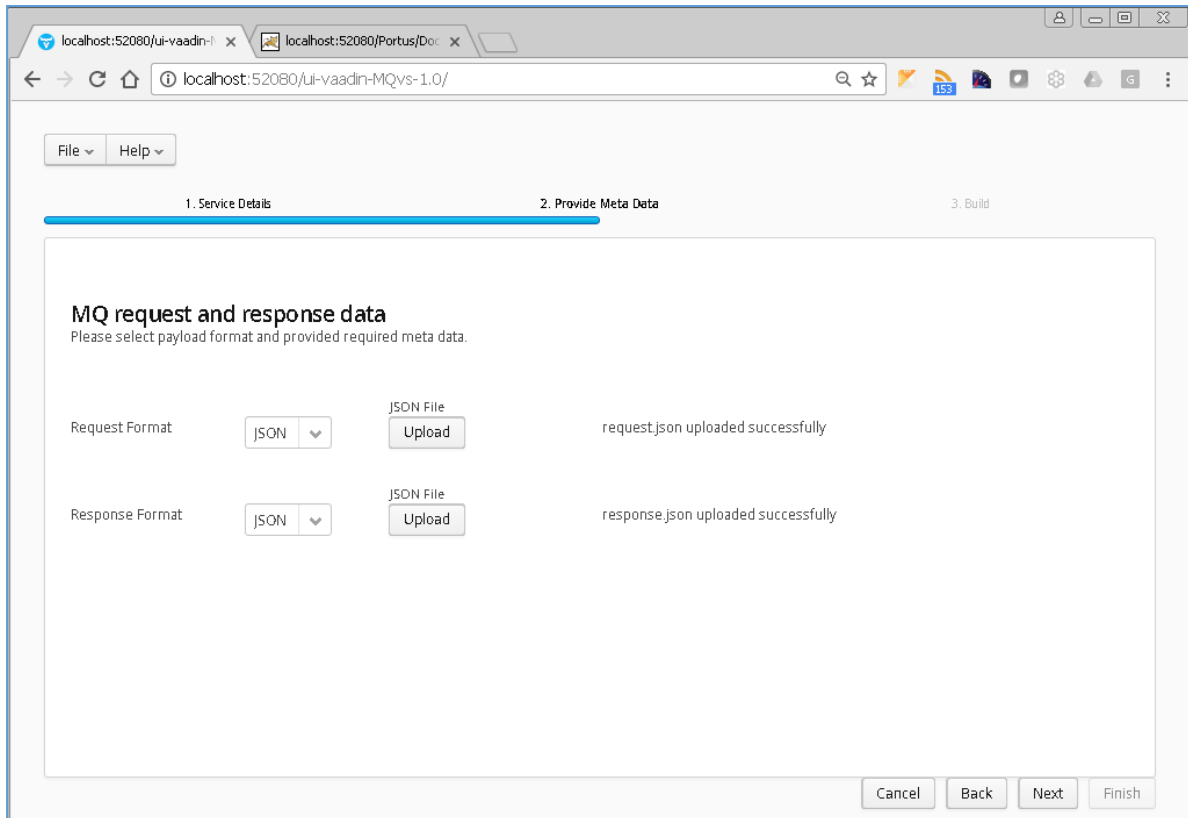 localhost:52080/ui-vaadin-M
localhost:52080/Portus/Doc
localhost:52080/ui-vaadin-MQvs-1.0/
153
G
File Help
1. Service Details 2. Provide Meta Data 3. Build
MQ request and response data
Please select payload format and provided required meta data.
JSON File
Request Format JSON Upload request.json uploaded successfully
JSON File
Response Format JSON Upload response.json uploaded successfully
Cancel Back Next Finish